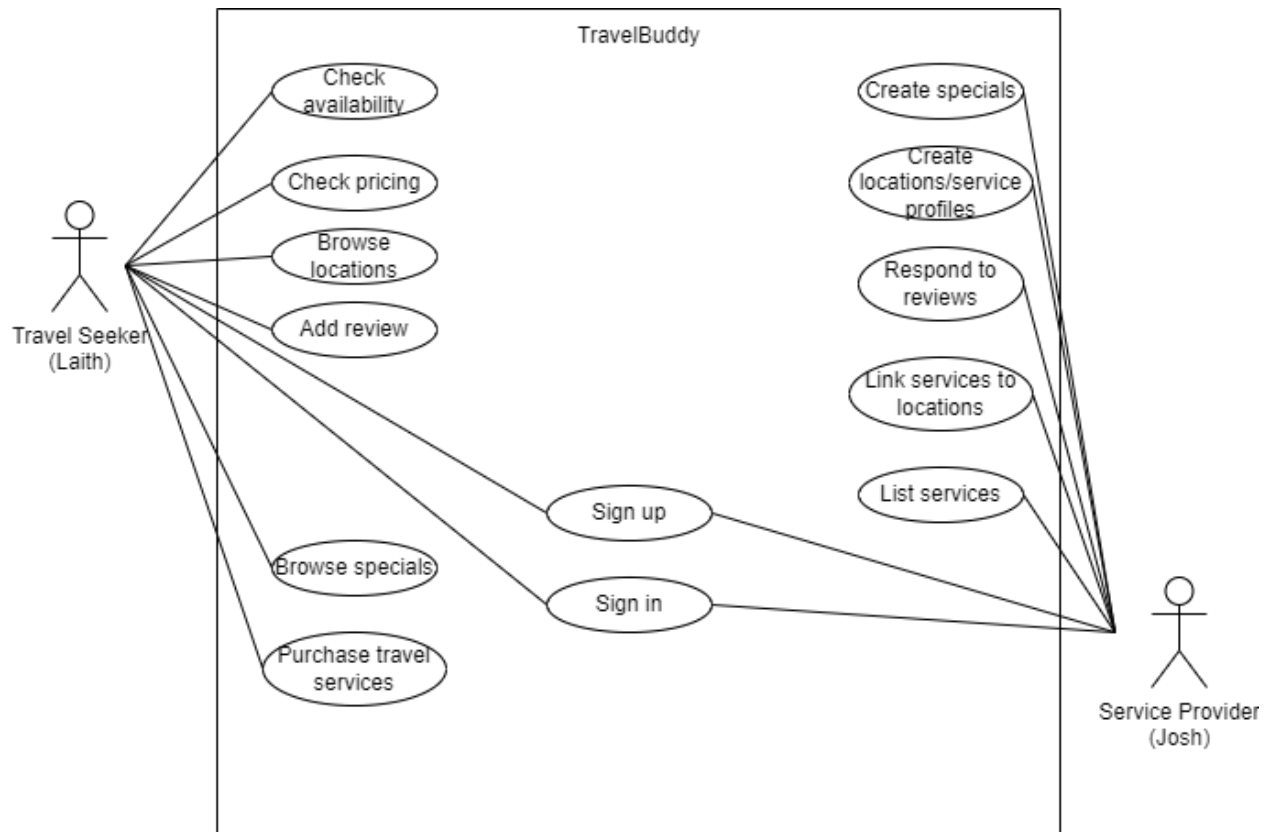 TravelBuddy
Check
availability
Check pricing
Browse
locations
Add review
Travel Seeker
(Laith)
Browse specials
Purchase travel
services
Sign up
Sign in
Create specials
Create
locations/service
profiles
Respond to
reviews
Link services to
locations
List services
Service Provider
(Josh)